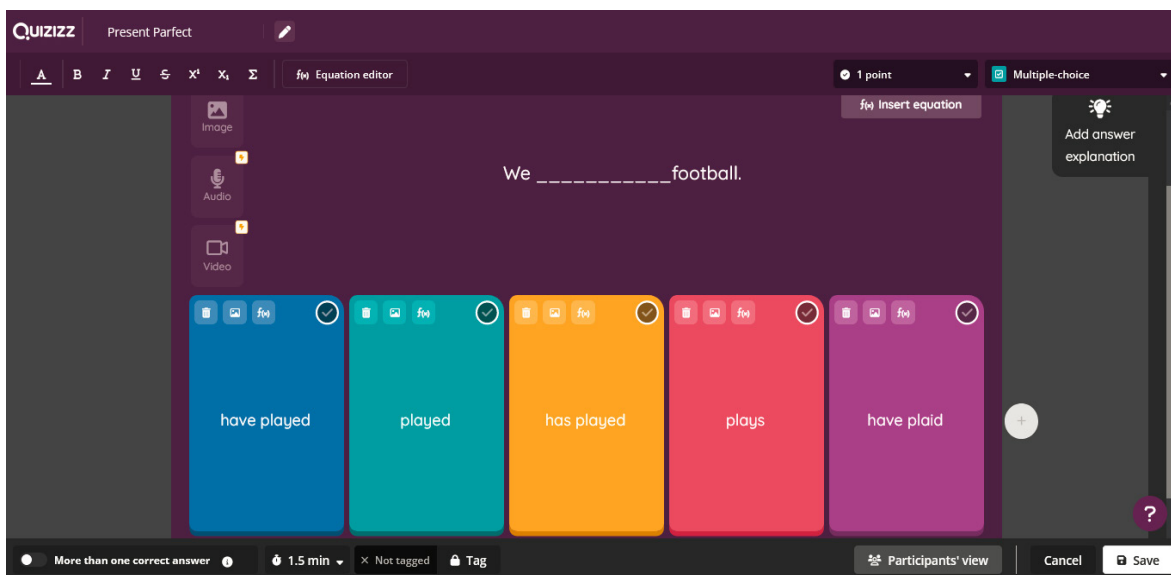 QUIZIZZ Present Parfect
A B I U S X¹ X₁ Σ f(x) Equation editor 1 point Multiple-choice
Image
f(x) Insert equation
Add answer
explanation
Audio
We ___________football.
Video
f(x) f(x) f(x) f(x) f(x)
have played played has played plays have plaid
+
?
More than one correct answer i 1.5 min × Not tagged Tag Participants' view Cancel Save